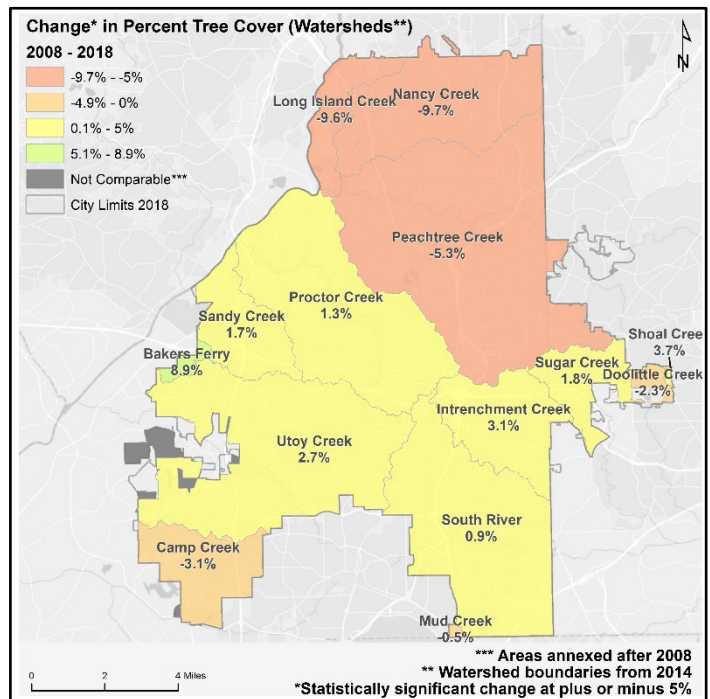 Change* in Percent Tree Cover (Watersheds**)
2008 - 2018
-9.7% - -5%
-4.9% - 0%
0.1% - 5%
5.1% - 8.9%
Not Comparable***
City Limits 2018
N
Long Island Creek
-9.6%
Nancy Creek
-9.7%
Peachtree Creek
-5.3%
Proctor Creek
1.3%
Sandy Creek
1.7%
Bakers Ferry
8.9%
Shoal Cree
3.7%
Sugar Creek
1.8%
Doolittle Creek
-2.3%
Intrenchment Creek
3.1%
Utoy Creek
2.7%
South River
0.9%
Camp Creek
-3.1%
Mud Creek
-0.5%
0 2 4 Miles
*** Areas annexed after 2008
** Watershed boundaries from 2014
*Statistically significant change at plus or minus 5%